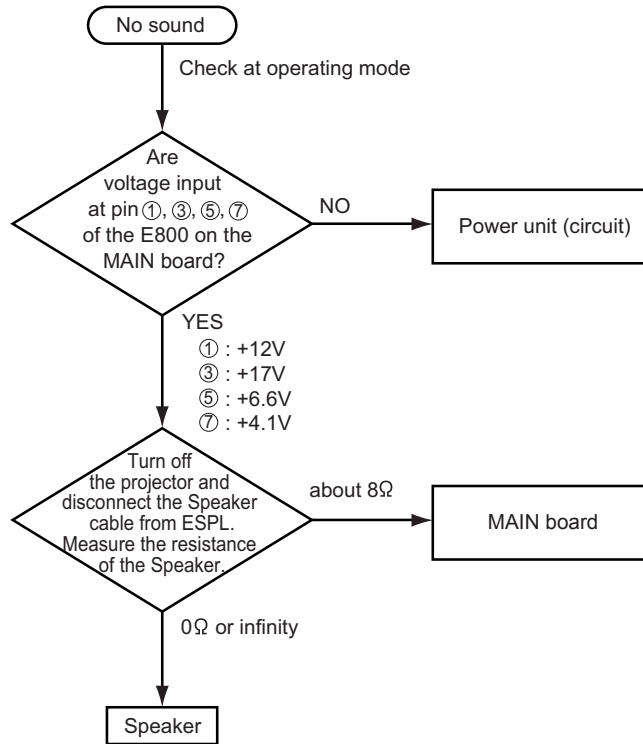 No sound
Check at operating mode
Are
voltage input
at pin ①, ③, ⑤, ⑦
of the E800 on the
MAIN board?
NO
Power unit (circuit)
YES
① : +12V
③ : +17V
⑤ : +6.6V
⑦ : +4.1V
Turn off
the projector and
disconnect the Speaker
cable from ESPL.
Measure the resistance
of the Speaker.
about 8Ω
MAIN board
0Ω or infinity
Speaker